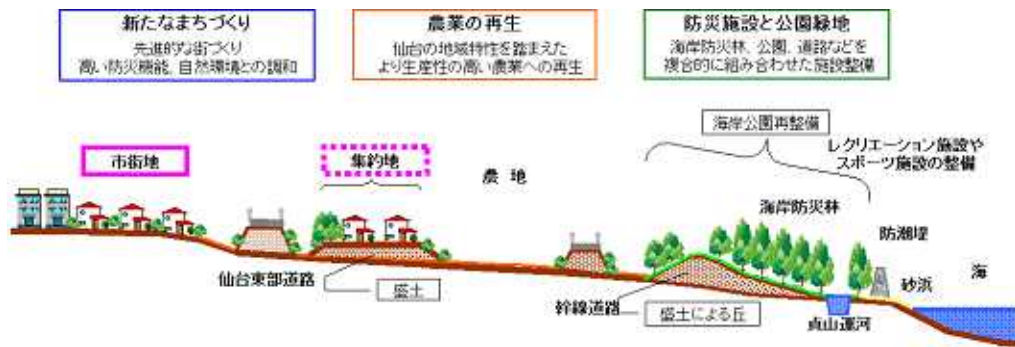 新たなまちづくり
先進的な街づくり
高い防災機能、自然環境との調和
農業の再生
仙台の地域特性を踏まえた
より生産性の高い農業への再生
防災施設と公園緑地
海岸防災林、公園、道路などを
複合的に組み合わせた施設整備
海岸公園再整備
レクリエーション施設や
スポーツ施設の整備
市街地
集約地
農地
海岸防災林
防潮堤
仙台東部道路
盛土
幹線道路
盛土による丘
貞山運河
砂浜
海